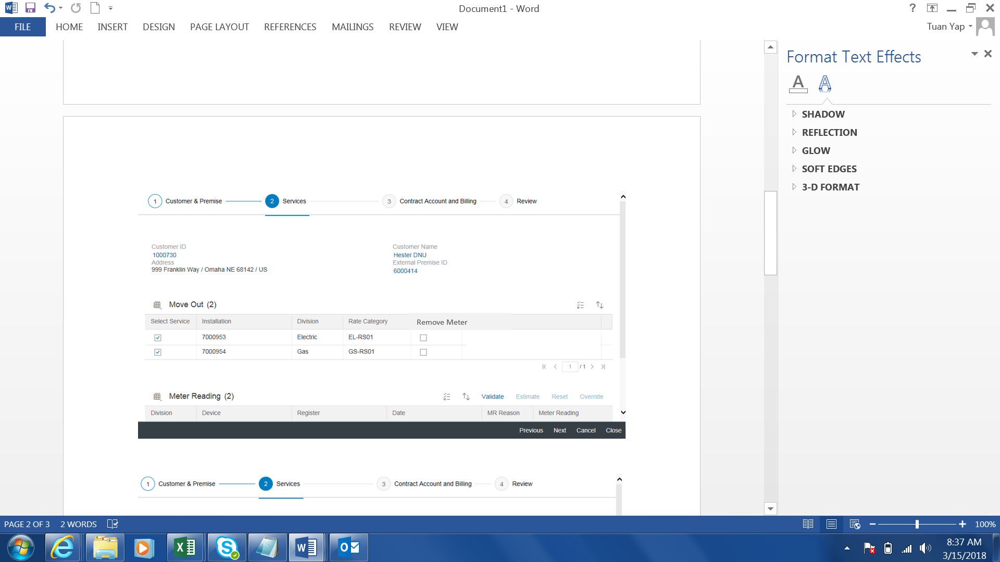 Document1 - Word
FILE HOME INSERT DESIGN PAGE LAYOUT REFERENCES MAILINGS REVIEW VIEW
Tuan Yap
Format Text Effects
SHADOW
REFLECTION
GLOW
SOFT EDGES
3-D FORMAT
1 Customer & Premise 2 Services 3 Contract Account and Billing 4 Review
Customer ID Customer Name
1000730 Hester DNU
Address External Premise ID
999 Franklin Way / Omaha NE 68142 / US 6000414
Move Out (2)
Select Service Installation Division Rate Category Remove Meter
7000953 Electric EL-RS01
7000954 Gas GS-RS01
1 / 1
Meter Reading (2) Validate Estimate Reset Override
Division Device Register Date MR Reason Meter Reading
Previous Next Cancel Close
1 Customer & Premise 2 Services 3 Contract Account and Billing 4 Review
PAGE 2 OF 3 2 WORDS 100%
8:37 AM
3/15/2018